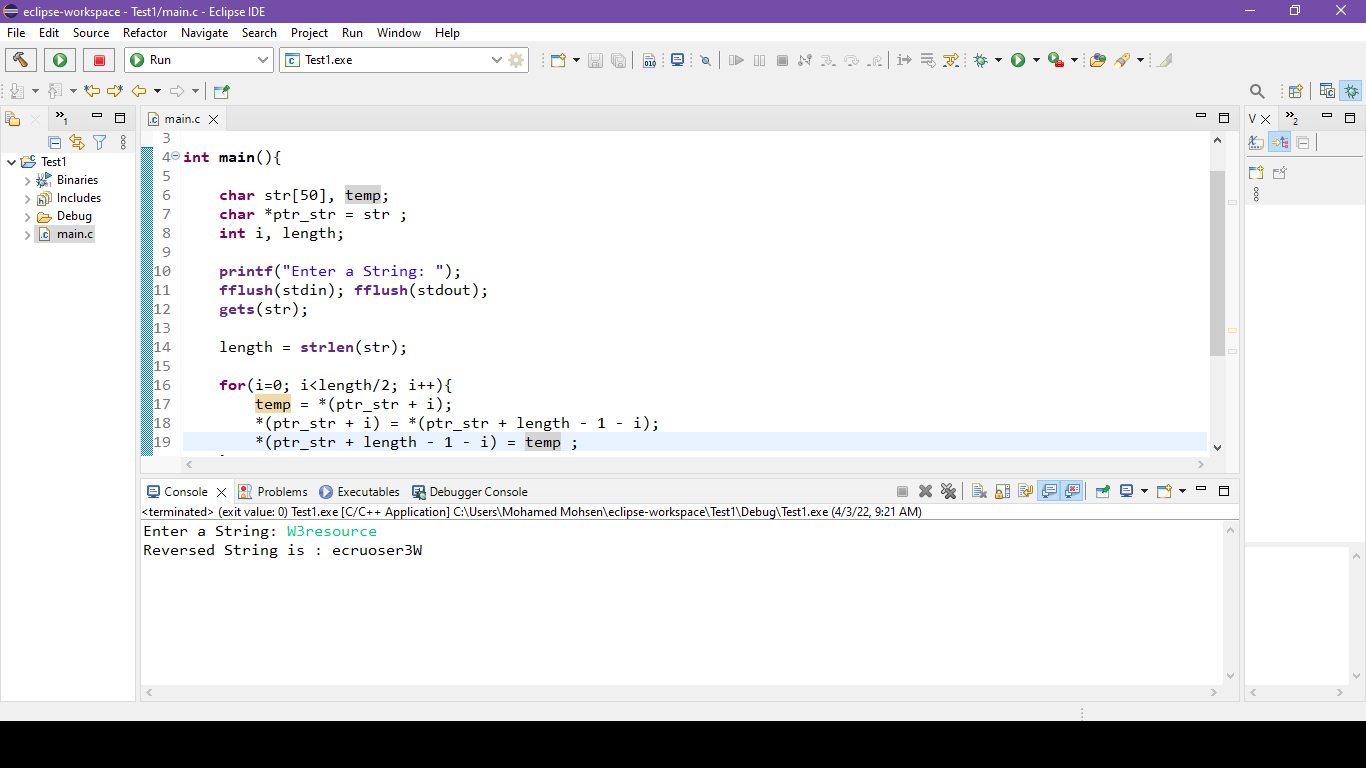 eclipse-workspace - Test1/main.c - Eclipse IDE
File Edit Source Refactor Navigate Search Project Run Window Help
Run Test1.exe
main.c
Test1
Binaries
Includes
Debug
main.c
3
4 int main(){
5
6 char str[50], temp;
7 char *ptr_str = str ;
8 int i, length;
9
10 printf("Enter a String: ");
11 fflush(stdin); fflush(stdout);
12 gets(str);
13
14 length = strlen(str);
15
16 for(i=0; i<length/2; i++){
17 temp = *(ptr_str + i);
18 *(ptr_str + i) = *(ptr_str + length - 1 - i);
19 *(ptr_str + length - 1 - i) = temp ;
Console Problems Executables Debugger Console
<terminated> (exit value: 0) Test1.exe [C/C++ Application] C:\Users\Mohamed Mohsen\eclipse-workspace\Test1\Debug\Test1.exe (4/3/22, 9:21 AM)
Enter a String: W3resource
Reversed String is : ecruoser3W